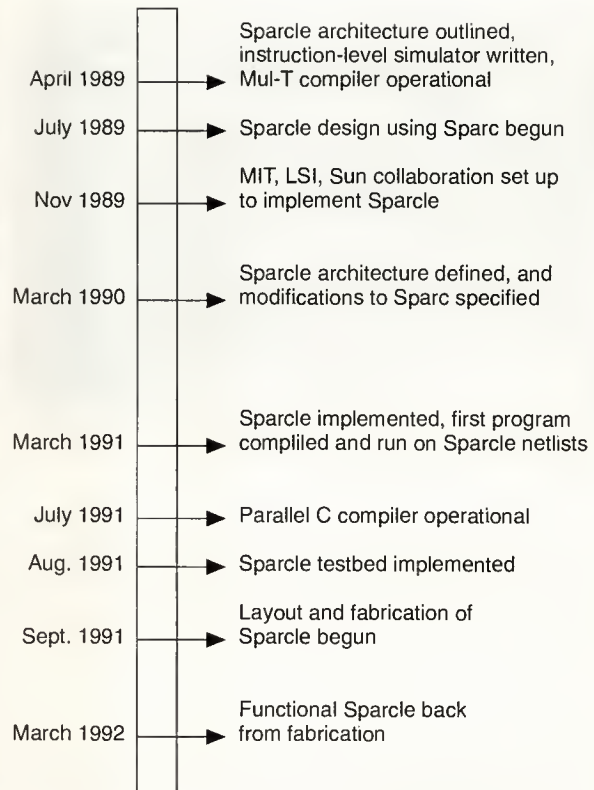 Sparcle architecture outlined,
instruction-level simulator written,
April 1989 Mul-T compiler operational
July 1989 Sparcle design using Sparc begun
MIT, LSI, Sun collaboration set up
Nov 1989 to implement Sparcle
Sparcle architecture defined, and
March 1990 modifications to Sparc specified
Sparcle implemented, first program
March 1991 compliled and run on Sparcle netlists
July 1991 Parallel C compiler operational
Aug. 1991 Sparcle testbed implemented
Layout and fabrication of
Sept. 1991 Sparcle begun
Functional Sparcle back
March 1992 from fabrication